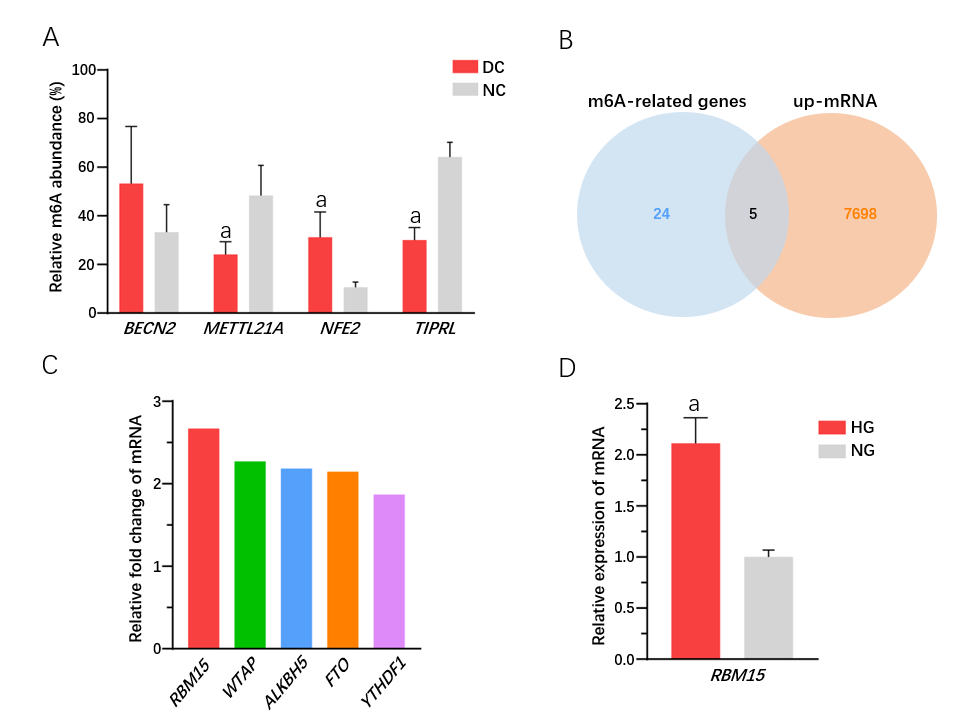 A
Relative m6A abundance (%)
100
80
60
40
20
0
DC
NC
a
a
a
BECN2 METTL21A NFE2 TIPRL
B
m6A-related genes up-mRNA
24 5 7698
C
Relative fold change of mRNA
3
2
1
0
RBM15 WTAP ALKBH5 FTO YTHDF1
D
Relative expression of mRNA
2.5
2.0
1.5
1.0
0.5
0.0
a
HG
NG
RBM15